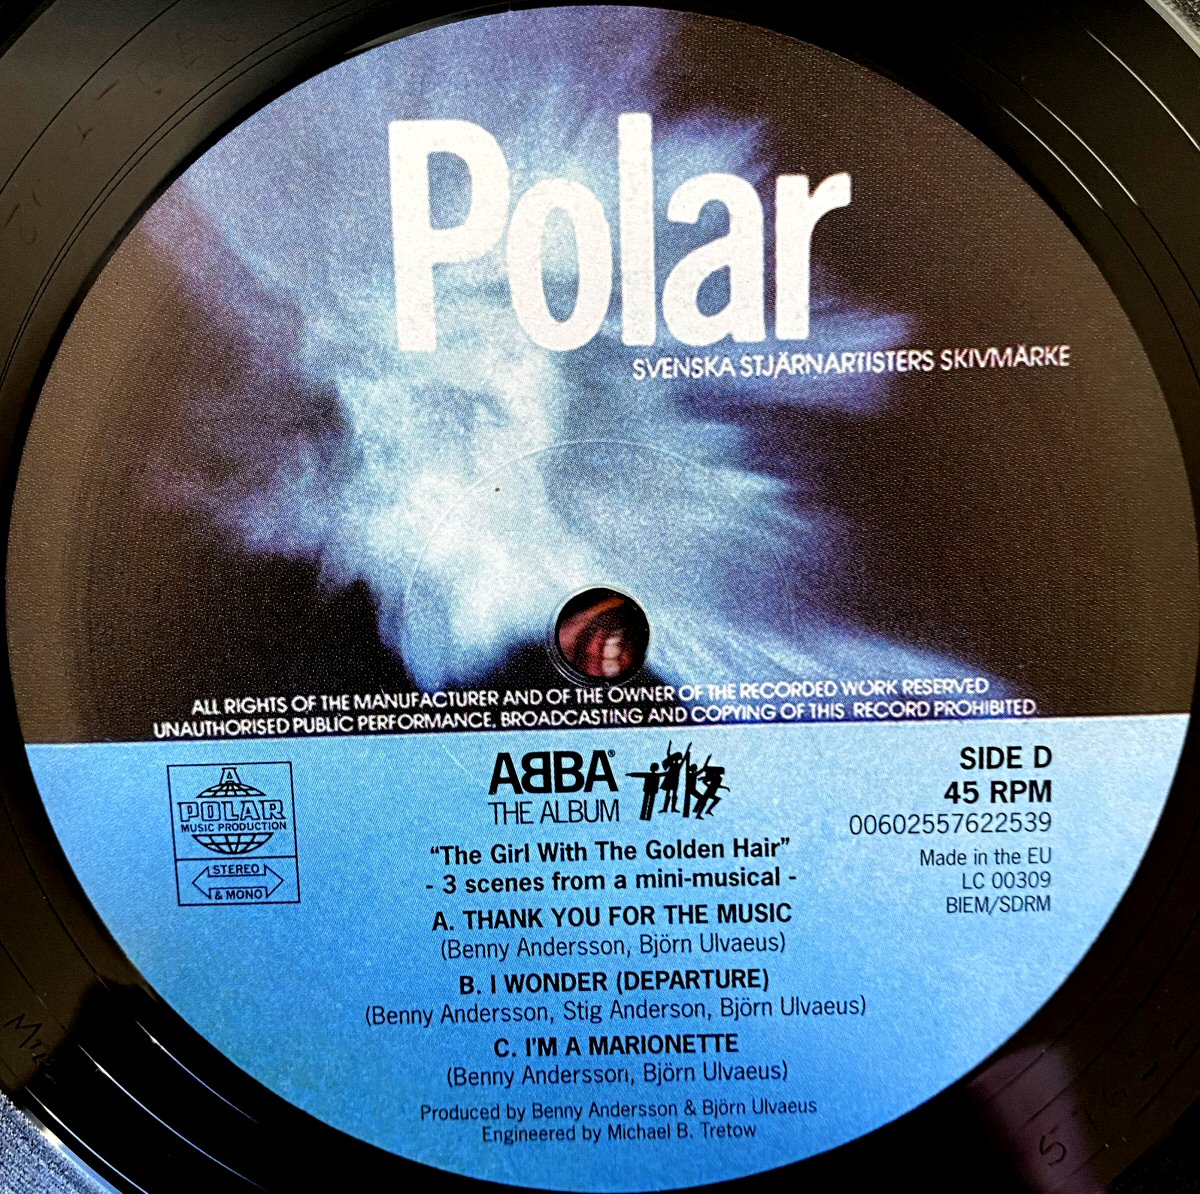 Polar
SVENSKA STJÄRNARTISTERS SKIVMÄRKE
ALL RIGHTS OF THE MANUFACTURER AND OF THE OWNER OF THE RECORDED WORK RESERVED
UNAUTHORISED PUBLIC PERFORMANCE, BROADCASTING AND COPYING OF THIS RECORD PROHIBITED
A
POLAR
MUSIC PRODUCTION
STEREO
& MONO
ABBA®
THE ALBUM
"The Girl With The Golden Hair"
- 3 scenes from a mini-musical -
A. THANK YOU FOR THE MUSIC
(Benny Andersson, Björn Ulvaeus)
B. I WONDER (DEPARTURE)
(Benny Andersson, Stig Anderson, Björn Ulvaeus)
C. I'M A MARIONETTE
(Benny Andersson, Björn Ulvaeus)
Produced by Benny Andersson & Björn Ulvaeus
Engineered by Michael B. Tretow
SIDE D
45 RPM
00602557622539
Made in the EU
LC 00309
BIEM/SDRM